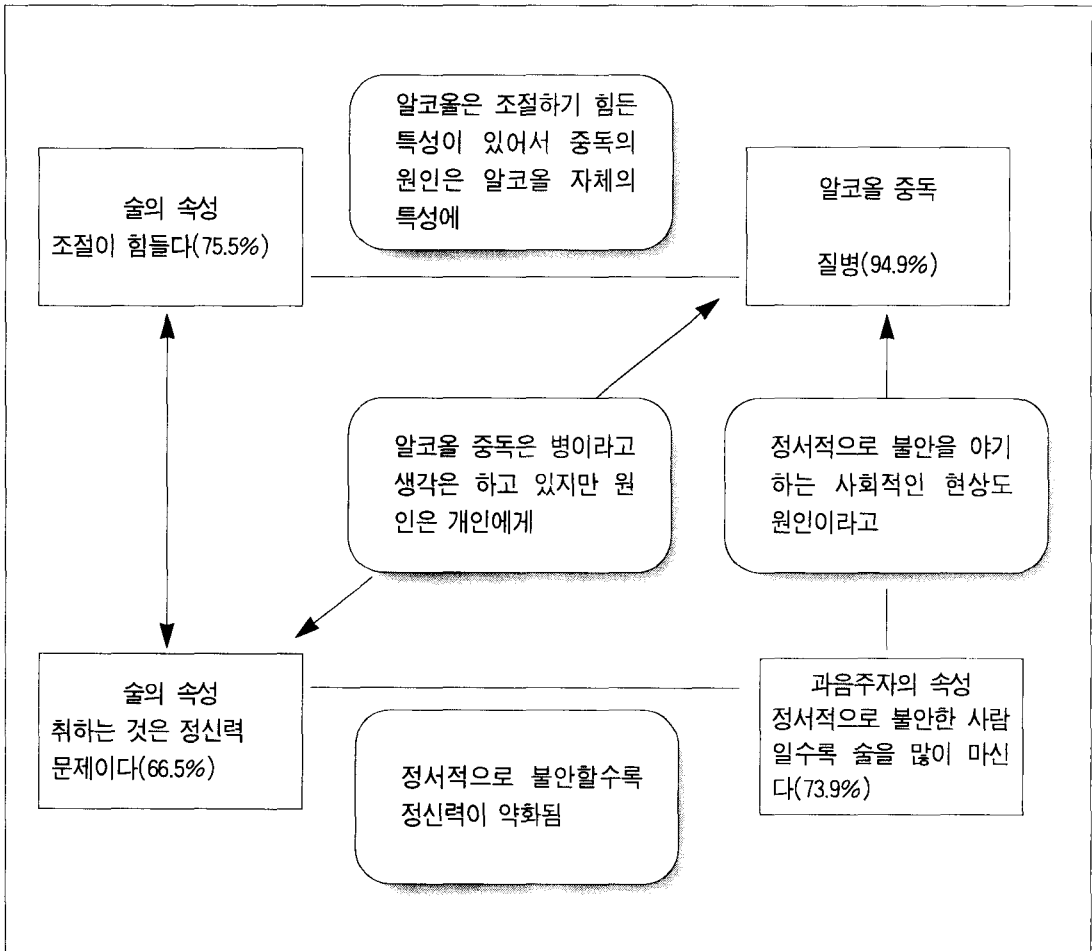 알코올은 조절하기 힘든
특성이 있어서 중독의
원인은 알코올 자체의
특성에
술의 속성
조절이 힘들다(75.5%)
알코올 중독
질병(94.9%)
알코올 중독은 병이라고
생각은 하고 있지만 원
인은 개인에게
정서적으로 불안을 야기
하는 사회적인 현상도
원인이라고
술의 속성
취하는 것은 정신력
문제이다(66.5%)
과음주자의 속성
정서적으로 불안한 사람
일수록 술을 많이 마신
다(73.9%)
정서적으로 불안할수록
정신력이 약화됨